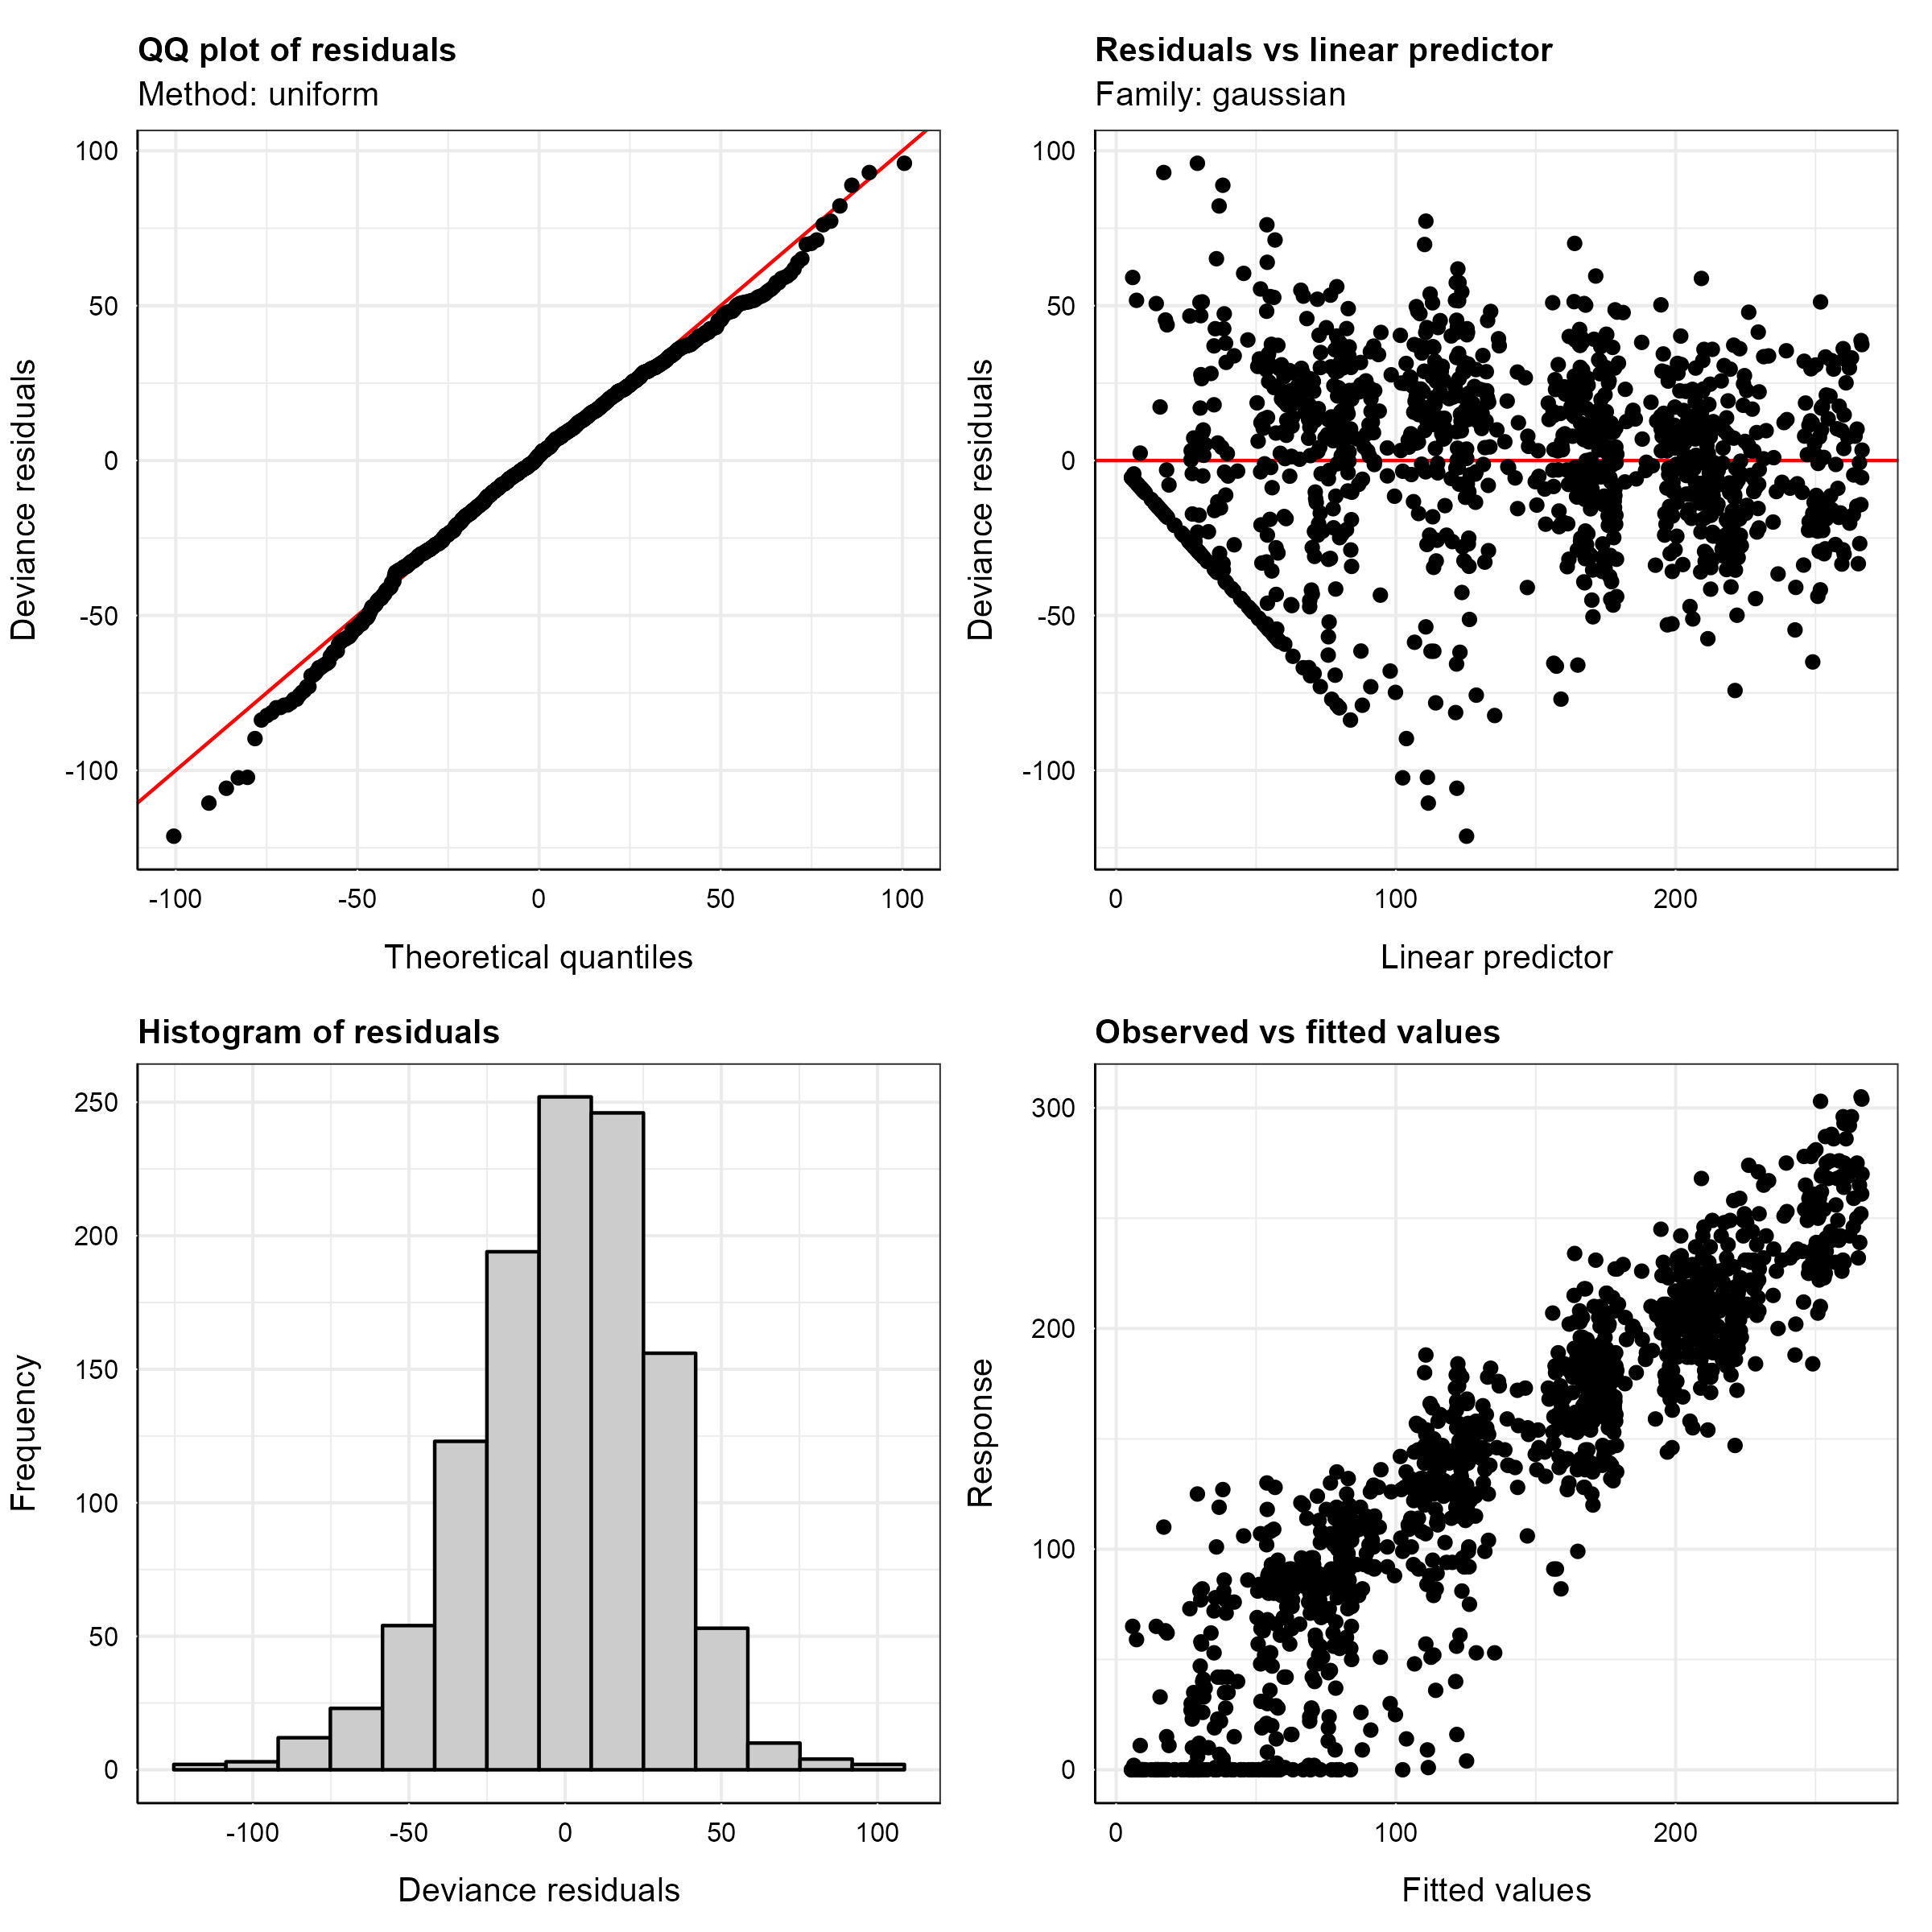 QQ plot of residuals
Method: uniform
100
50
0
-50
-100
Deviance residuals
-100
-50
0
50
100
Theoretical quantiles
Residuals vs linear predictor
Family: gaussian
100
50
0
-50
-100
Deviance residuals
0
100
200
Linear predictor
Histogram of residuals
250
200
150
100
50
0
Frequency
-100
-50
0
50
100
Deviance residuals
Observed vs fitted values
300
200
100
0
Response
0
100
200
Fitted values